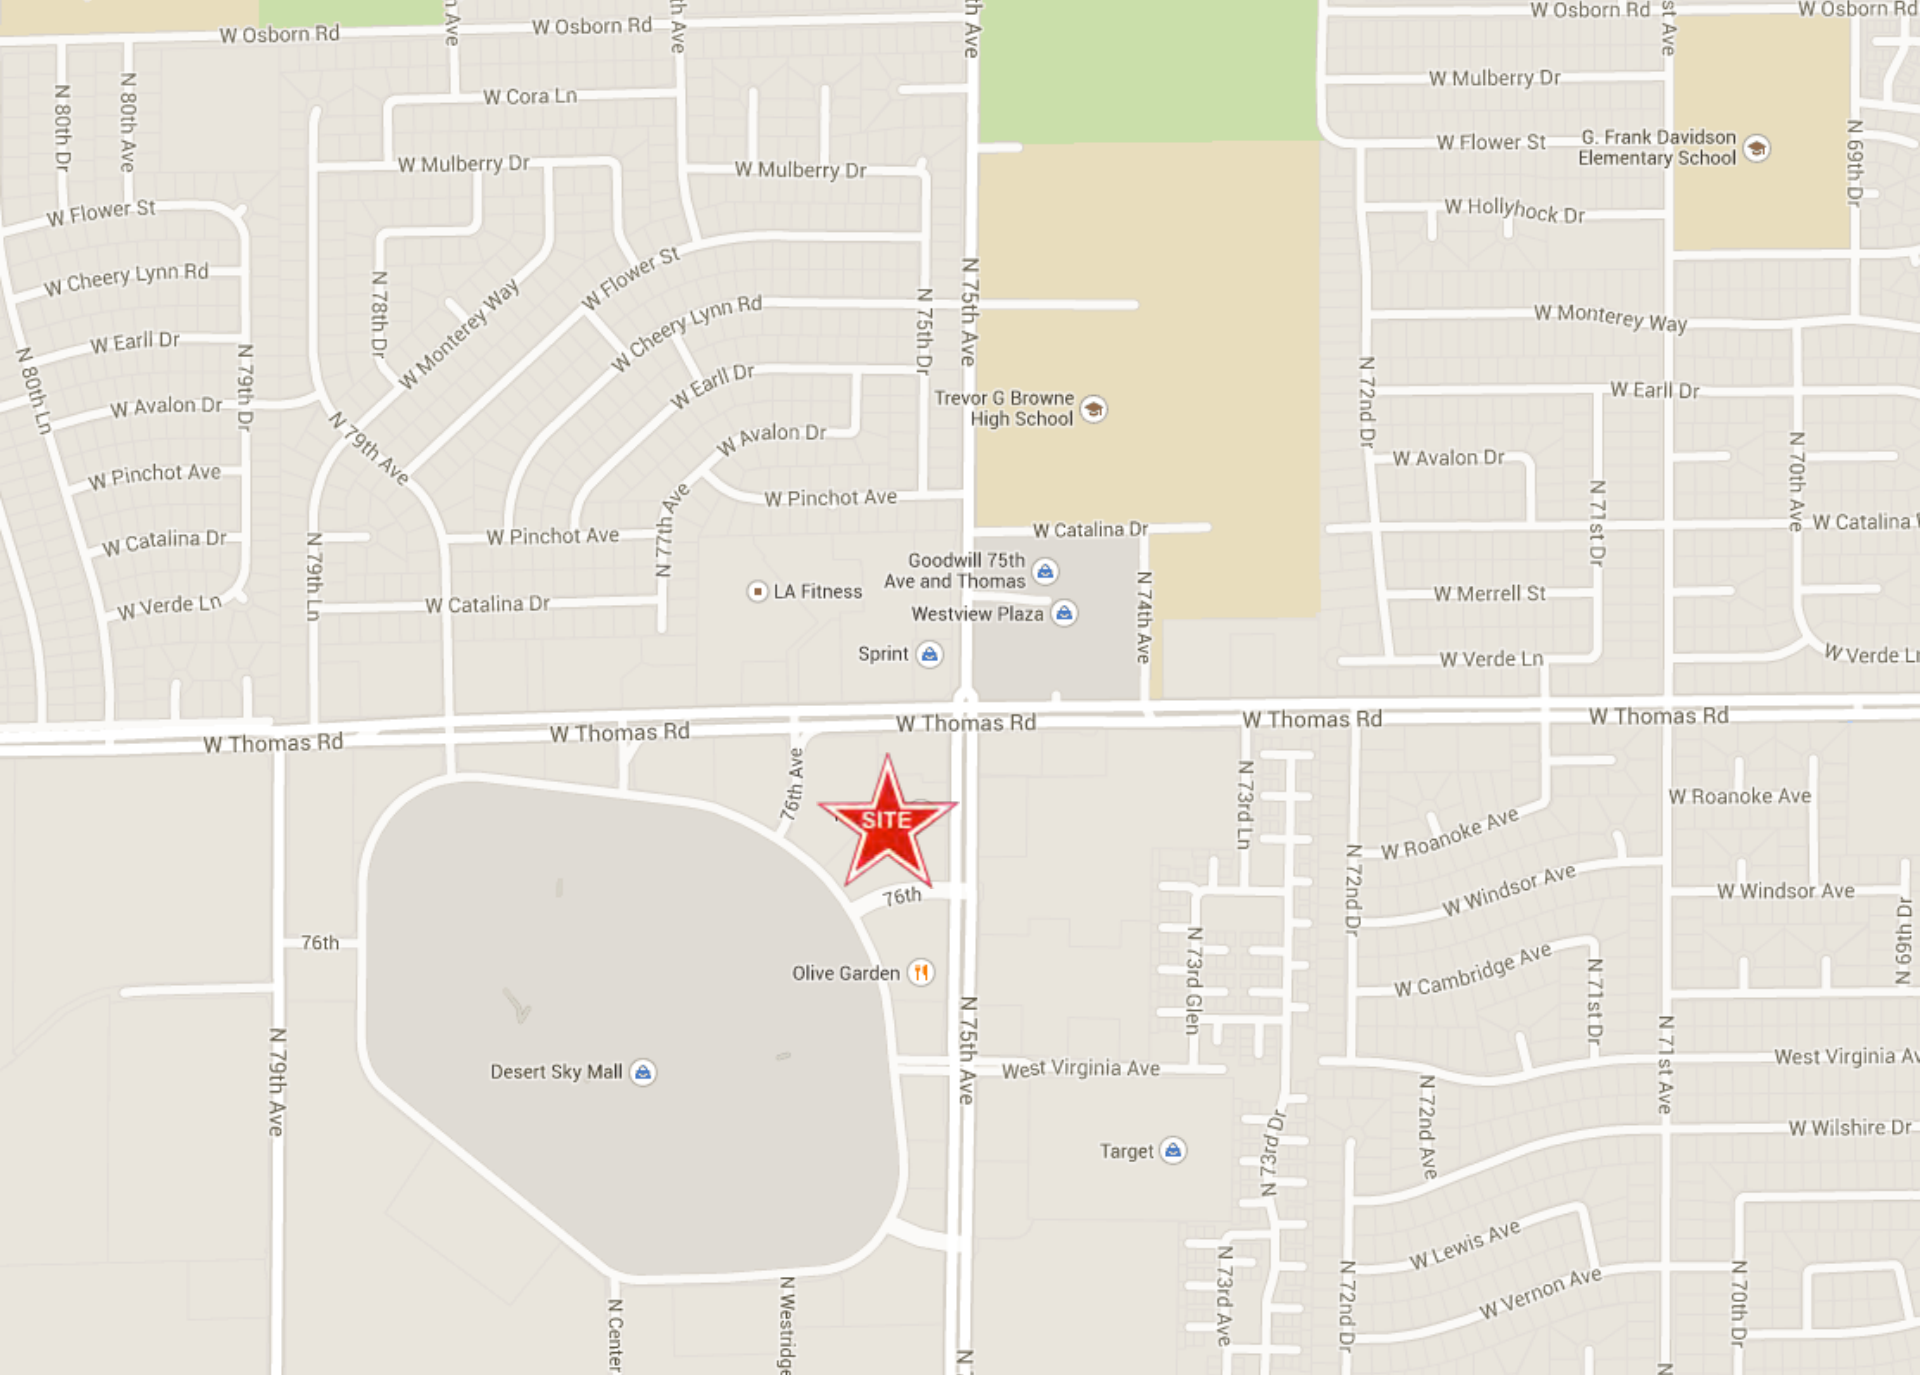 W Osborn Rd
W Osborn Rd
W Osborn Rd
W Osborn Rd
h Ave
th Ave
th Ave
st Ave
N 80th Dr
N 80th Ave
W Cora Ln
W Mulberry Dr
W Mulberry Dr
W Mulberry Dr
W Flower St
G. Frank Davidson
Elementary School
N 69th Dr
W Flower St
W Hollyhock Dr
W Cheery Lynn Rd
N 78th Dr
W Monterey Way
W Flower St
W Cheery Lynn Rd
N 75th Dr
N 75th Ave
W Monterey Way
W Earll Dr
N 80th Ln
N 79th Dr
W Earll Dr
W Earll Dr
N 72nd Dr
W Avalon Dr
N 79th Ave
W Avalon Dr
Trevor G Browne
High School
W Avalon Dr
N 70th Ave
W Pinchot Ave
W Pinchot Ave
N 77th Ave
N 71st Dr
W Catalina Dr
W Pinchot Ave
W Catalina Dr
W Catalina
N 79th Ln
Goodwill 75th
Ave and Thomas
N 74th Ave
W Verde Ln
W Catalina Dr
LA Fitness
Westview Plaza
W Merrell St
Sprint
W Verde Ln
W Verde Ln
W Thomas Rd
W Thomas Rd
W Thomas Rd
W Thomas Rd
W Thomas Rd
76th Ave
SITE
N 73rd Ln
W Roanoke Ave
W Roanoke Ave
N 72nd Dr
W Windsor Ave
W Windsor Ave
76th
76th
N 73rd Glen
N 69th Dr
Olive Garden
W Cambridge Ave
N 71st Dr
N 79th Ave
N 75th Ave
Desert Sky Mall
West Virginia Ave
N 71st Ave
West Virginia Av
N 72nd Ave
Target
N 73rd Dr
W Wilshire Dr
W Lewis Ave
W Vernon Ave
N Center
N Westridge
N 7
N 73rd Ave
N 72nd Dr
N
N 70th Dr